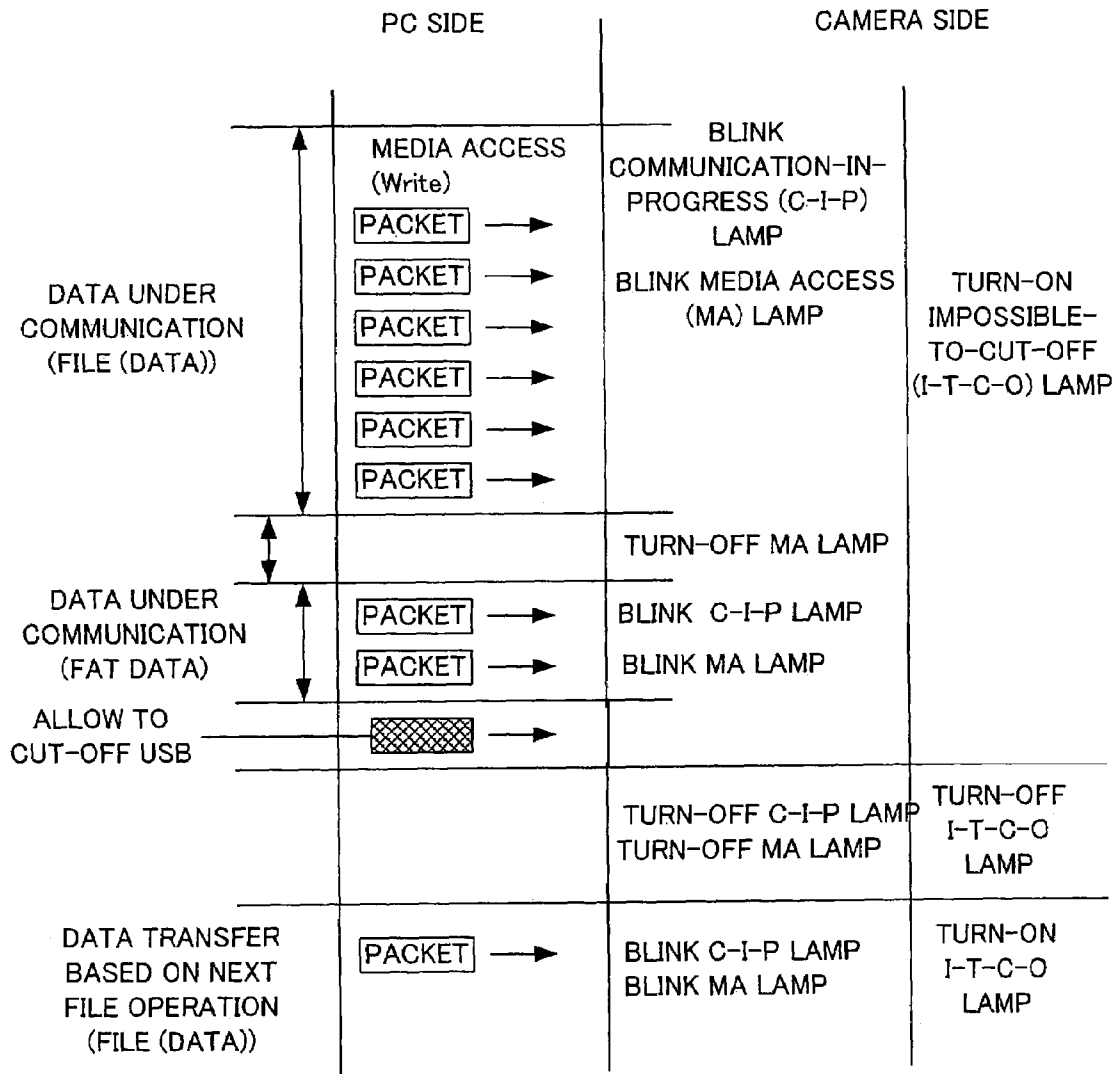 PC SIDE
CAMERA SIDE
MEDIA ACCESS
(Write)
PACKET
PACKET
PACKET
PACKET
PACKET
PACKET
DATA UNDER
COMMUNICATION
(FILE (DATA))
BLINK
COMMUNICATION-IN-
PROGRESS (C-I-P)
LAMP
BLINK MEDIA ACCESS
(MA) LAMP
TURN-ON
IMPOSSIBLE-
TO-CUT-OFF
(I-T-C-O) LAMP
TURN-OFF MA LAMP
DATA UNDER
COMMUNICATION
(FAT DATA)
PACKET
PACKET
BLINK C-I-P LAMP
BLINK MA LAMP
ALLOW TO
CUT-OFF USB
TURN-OFF C-I-P LAMP
TURN-OFF MA LAMP
TURN-OFF
I-T-C-O
LAMP
DATA TRANSFER
BASED ON NEXT
FILE OPERATION
(FILE (DATA))
PACKET
BLINK C-I-P LAMP
BLINK MA LAMP
TURN-ON
I-T-C-O
LAMP